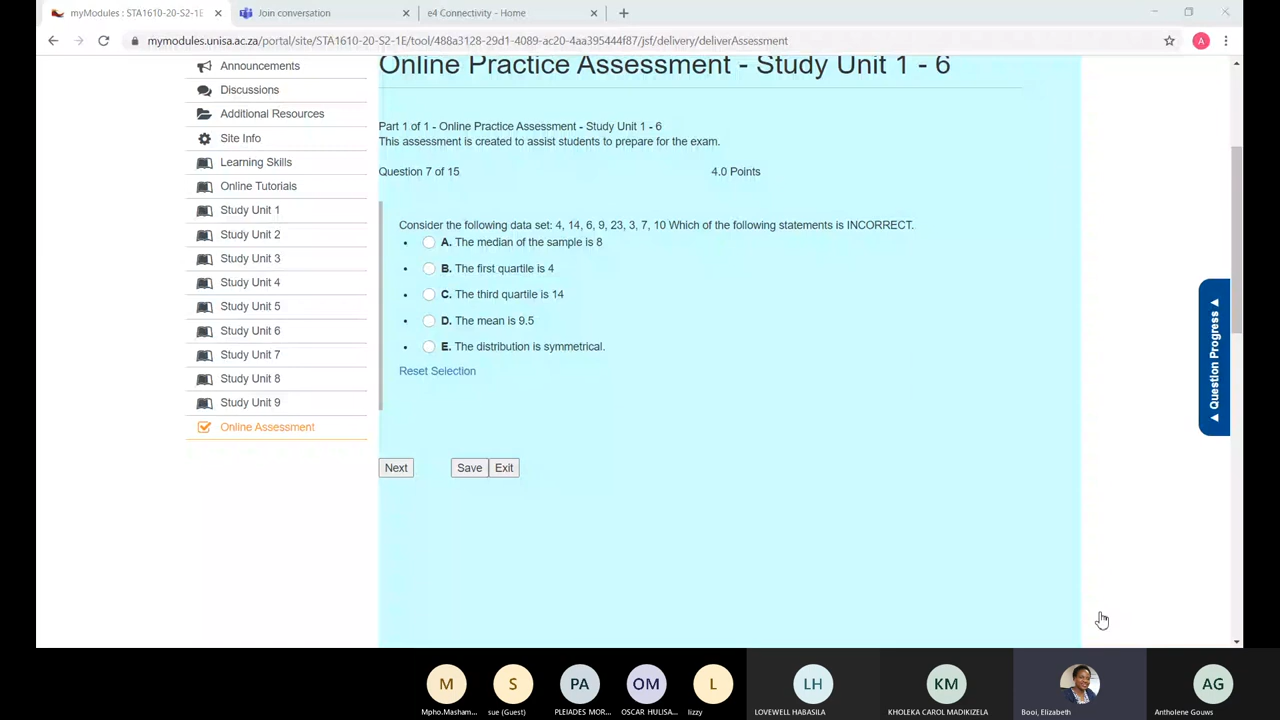 myModules : STA1610-20-S2-1E
Join conversation
e4 Connectivity - Home
mymodules.unisa.ac.za/portal/site/STA1610-20-S2-1E/tool/488a3128-29d1-4089-ac20-4aa395444f87/jsf/delivery/deliverAssessment
A
Announcements
Discussions
Additional Resources
Site Info
Learning Skills
Online Tutorials
Study Unit 1
Study Unit 2
Study Unit 3
Study Unit 4
Study Unit 5
Study Unit 6
Study Unit 7
Study Unit 8
Study Unit 9
Online Assessment
Online Practice Assessment - Study Unit 1 - 6
Part 1 of 1 - Online Practice Assessment - Study Unit 1 - 6
This assessment is created to assist students to prepare for the exam.
Question 7 of 15 4.0 Points
Consider the following data set: 4, 14, 6, 9, 23, 3, 7, 10 Which of the following statements is INCORRECT.
A. The median of the sample is 8
B. The first quartile is 4
C. The third quartile is 14
D. The mean is 9.5
E. The distribution is symmetrical.
Reset Selection
Next Save Exit
Question Progress
M S PA OM L LH KM AG
Mpho.Masham... sue (Guest) PLEIADES MOR... OSCAR HULISA... lizzy LOVEWELL HABASILA KHOLEKA CAROL MADIKIZELA Booi, Elizabeth Antholene Gouws